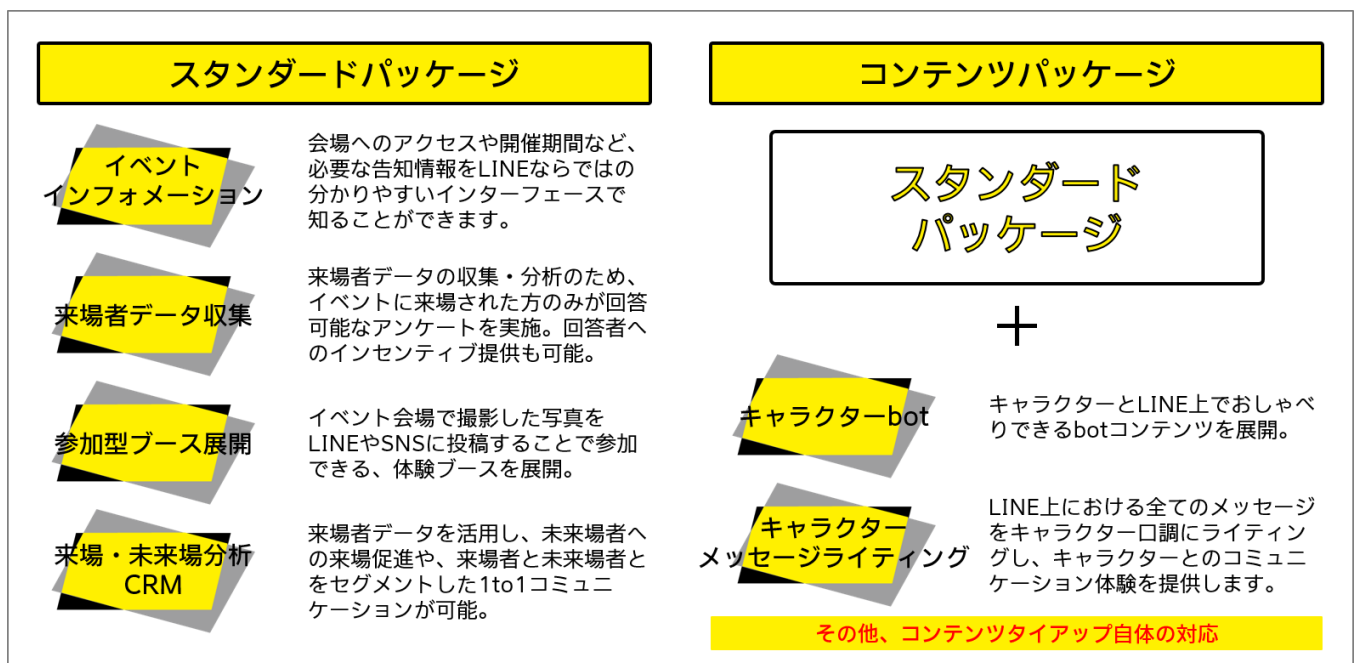 スタンダードパッケージ
イベント
インフォメーション
会場へのアクセスや開催期間など、
必要な告知情報をLINEならではの
分かりやすいインターフェースで
知ることができます。
来場者データ収集
来場者データの収集・分析のため、
イベントに来場された方のみが回答
可能なアンケートを実施。回答者へ
のインセンティブ提供も可能。
参加型ブース展開
イベント会場で撮影した写真を
LINEやSNSに投稿することで参加
できる、体験ブースを展開。
来場・未来場分析
CRM
来場者データを活用し、未来場者へ
の来場促進や、来場者と未来場者と
をセグメントした1to1コミュニ
ケーションが可能。
コンテンツパッケージ
スタンダード
パッケージ
＋
キャラクターbot
キャラクターとLINE上でおしゃべ
りできるbotコンテンツを展開。
キャラクター
メッセージライティング
LINE上における全てのメッセージ
をキャラクター口調にライティン
グし、キャラクターとのコミュニ
ケーション体験を提供します。
その他、コンテンツタイアップ自体の対応